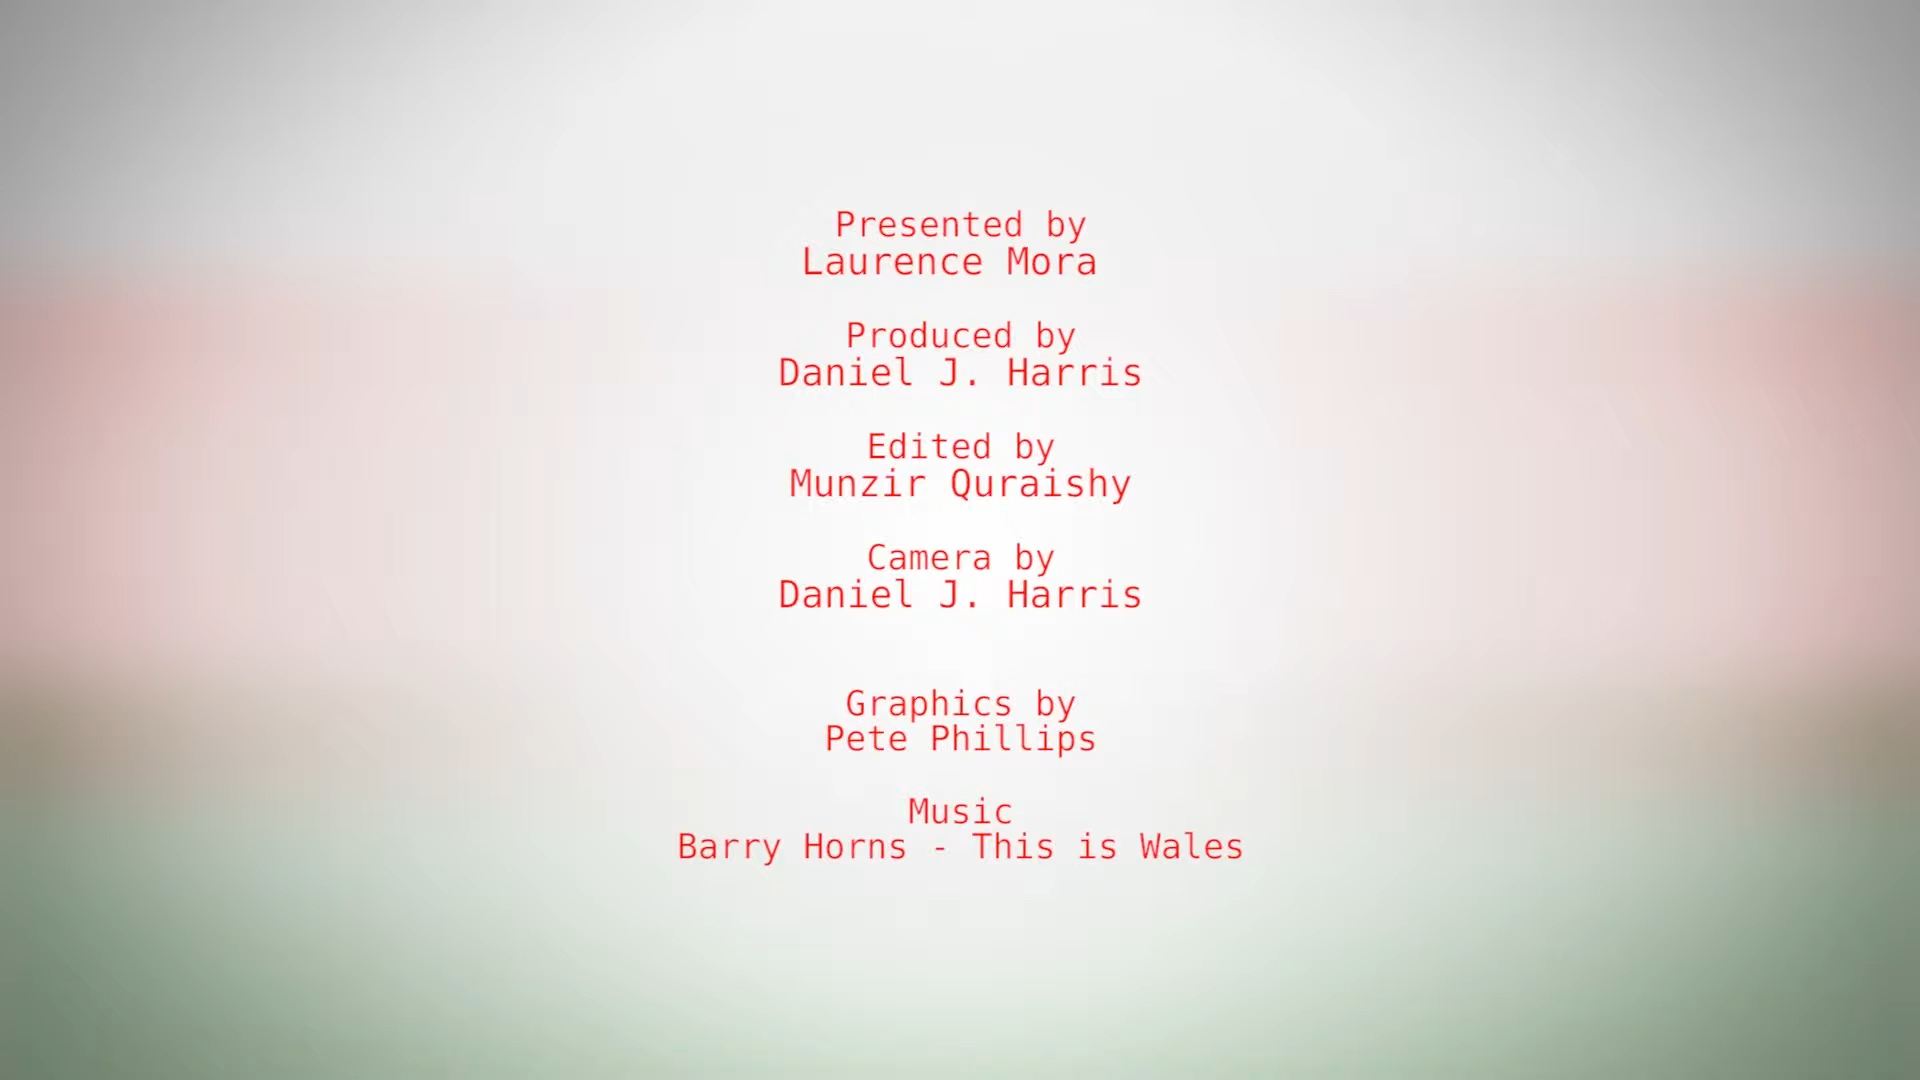 Presented by
Laurence Mora
Produced by
Daniel J. Harris
Edited by
Munzir Quraishy
Camera by
Daniel J. Harris
Graphics by
Pete Phillips
Music
Barry Horns - This is Wales